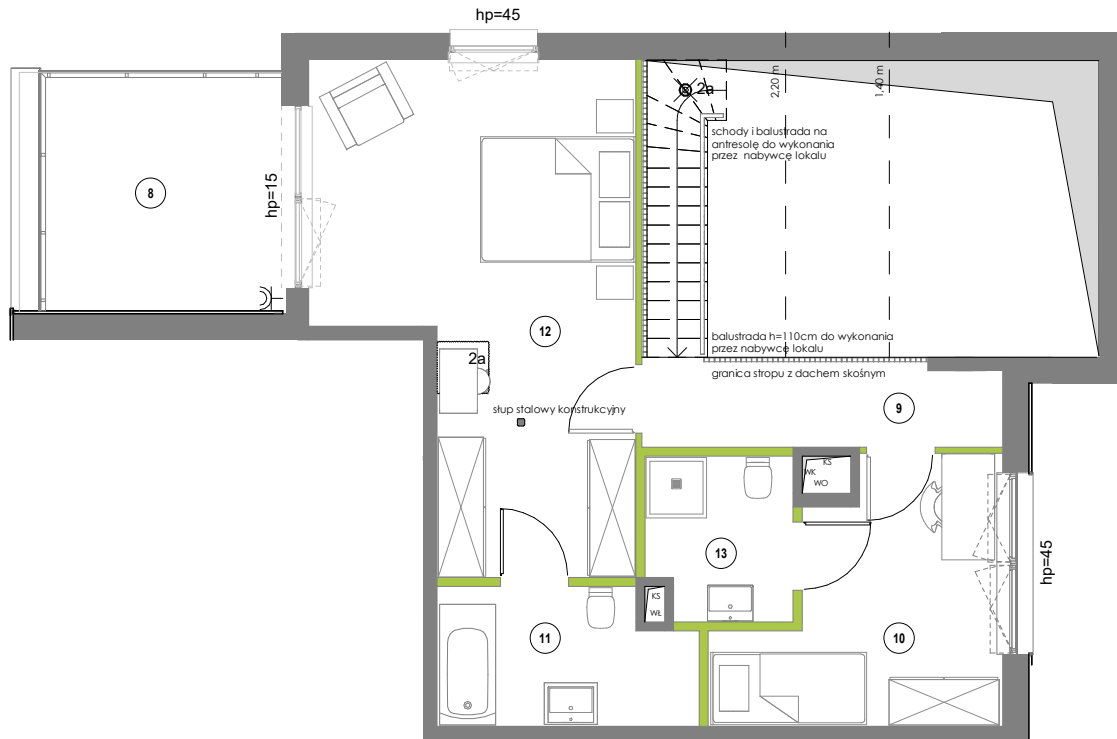 hp=45
2a
2,20 m
1,40 m
schody i balustrada na
antresolę do wykonania
przez nabywcę lokalu
8
hp=15
12
balustrada h=110cm do wykonania
przez nabywcę lokalu
2a
granica stropu z dachem skośnym
słup stalowy konstrukcyjny
9
KS
WK
WO
13
hp=45
KS
WŁ
11
10